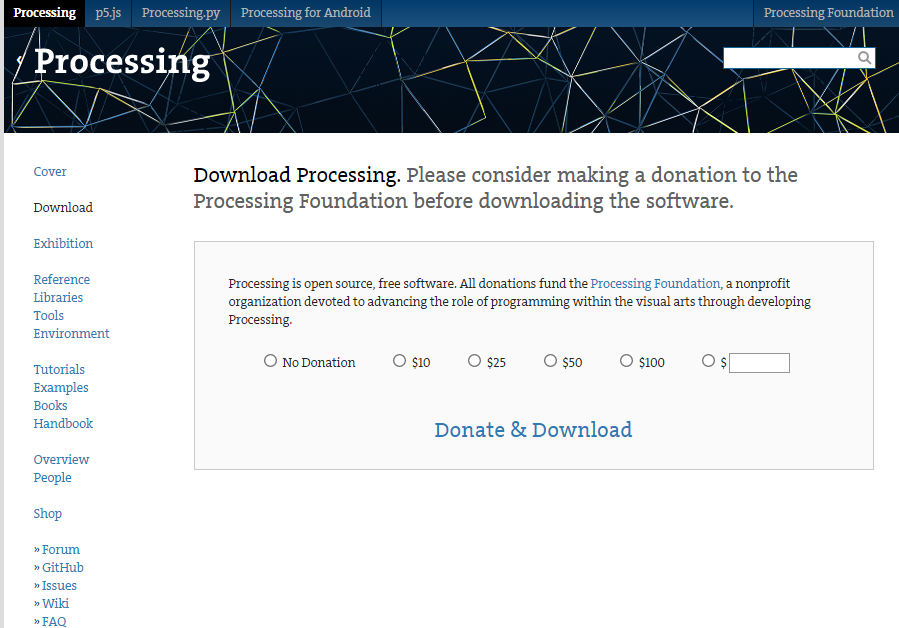 Processing p5.js Processing.py Processing for Android Processing Foundation
Processing
Cover
Download
Exhibition
Reference
Libraries
Tools
Environment
Tutorials
Examples
Books
Handbook
Overview
People
Shop
» Forum
» GitHub
» Issues
» Wiki
» FAQ
Download Processing. Please consider making a donation to the
Processing Foundation before downloading the software.
Processing is open source, free software. All donations fund the Processing Foundation, a nonprofit
organization devoted to advancing the role of programming within the visual arts through developing
Processing.
No Donation $10 $25 $50 $100 $
Donate & Download